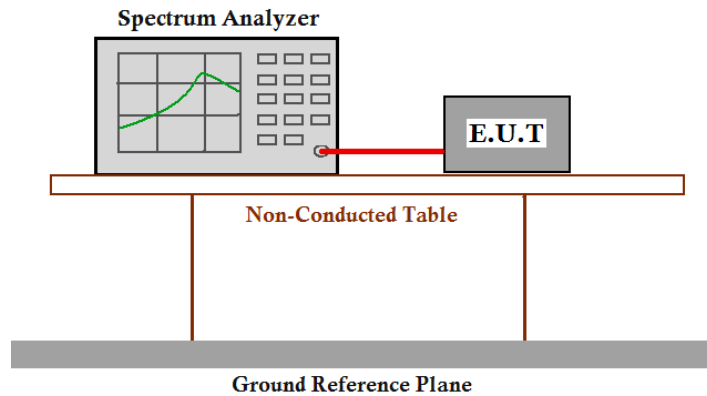 Spectrum Analyzer
E.U.T
Non-Conducted Table
Ground Reference Plane